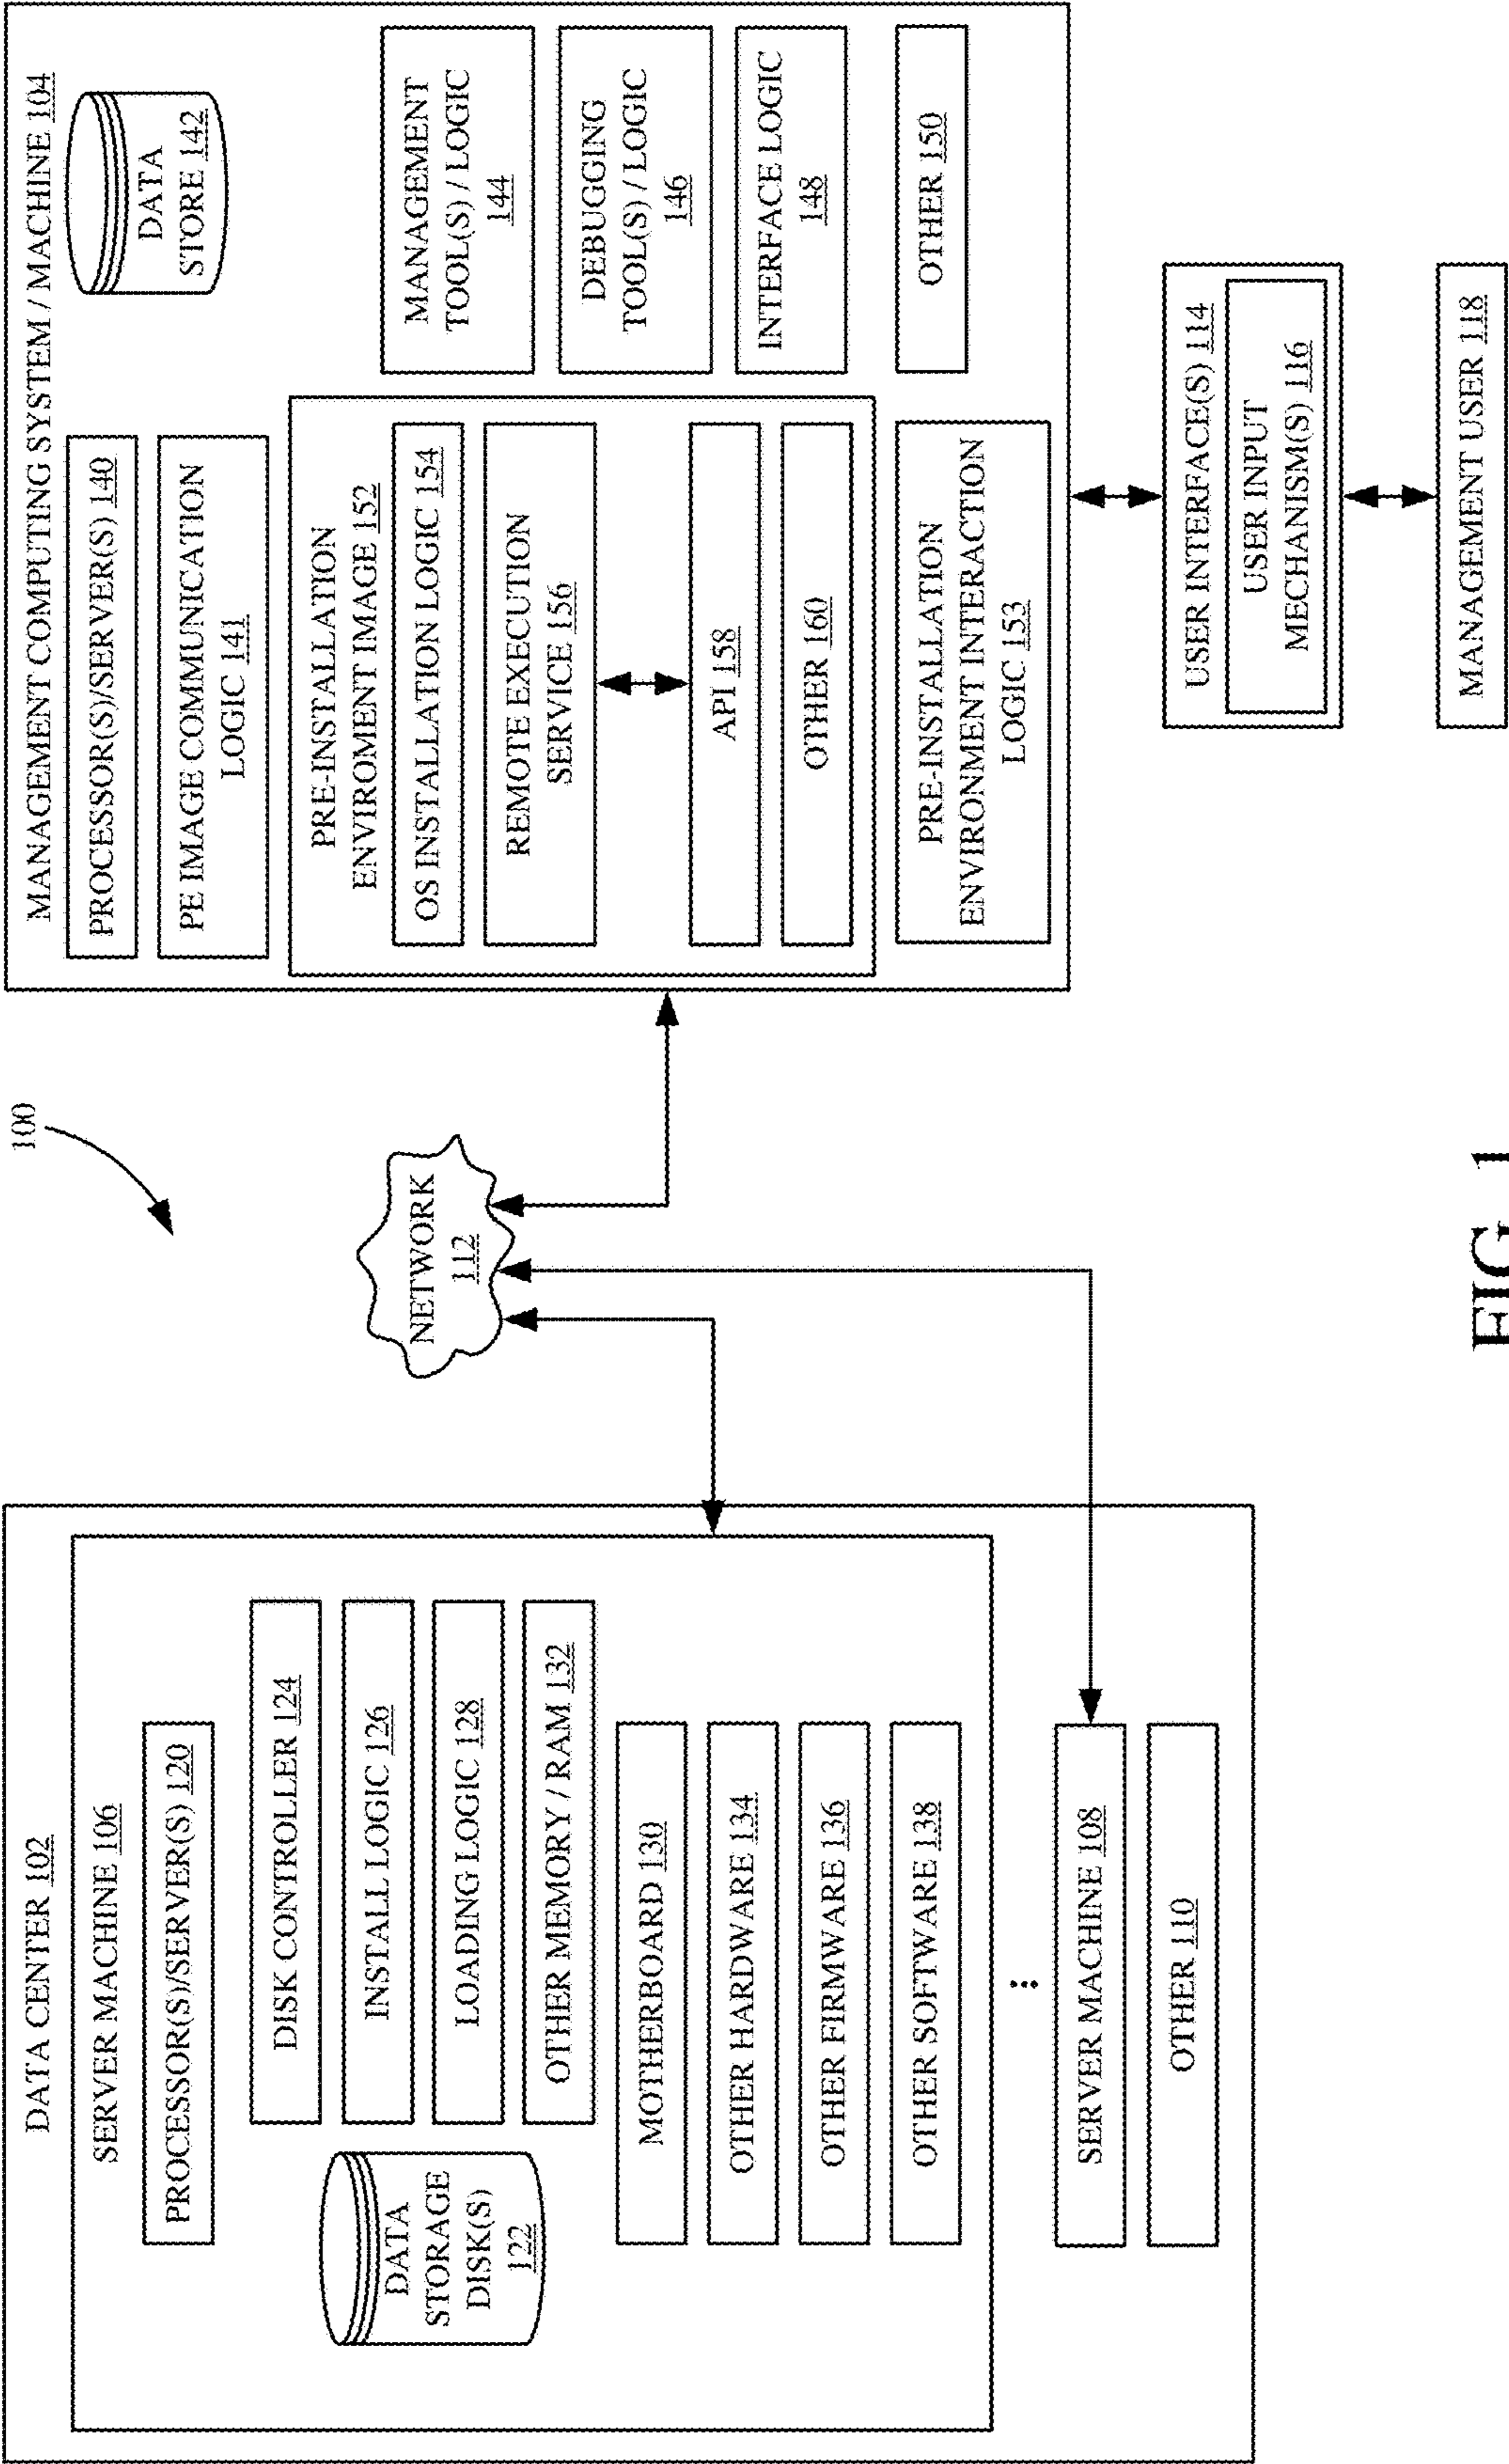 100
DATA CENTER 102
SERVER MACHINE 106
PROCESSOR(S)/SERVER(S) 120
DATA
STORAGE
DISK(S)
122
DISK CONTROLLER 124
INSTALL LOGIC 126
LOADING LOGIC 128
OTHER MEMORY / RAM 132
MOTHERBOARD 130
OTHER HARDWARE 134
OTHER FIRMWARE 136
OTHER SOFTWARE 138
SERVER MACHINE 108
OTHER 110
NETWORK
112
MANAGEMENT COMPUTING SYSTEM / MACHINE 104
PROCESSOR(S)/SERVER(S) 140
PE IMAGE COMMUNICATION
LOGIC 141
DATA
STORE 142
PRE-INSTALLATION
ENVIROMENT IMAGE 152
OS INSTALLATION LOGIC 154
REMOTE EXECUTION
SERVICE 156
API 158
OTHER 160
PRE-INSTALLATION
ENVIRONMENT INTERACTION
LOGIC 153
MANAGEMENT
TOOL(S) / LOGIC
144
DEBUGGING
TOOL(S) / LOGIC
146
INTERFACE LOGIC
148
OTHER 150
USER INTERFACE(S) 114
USER INPUT
MECHANISM(S) 116
MANAGEMENT USER 118
FIG. 1